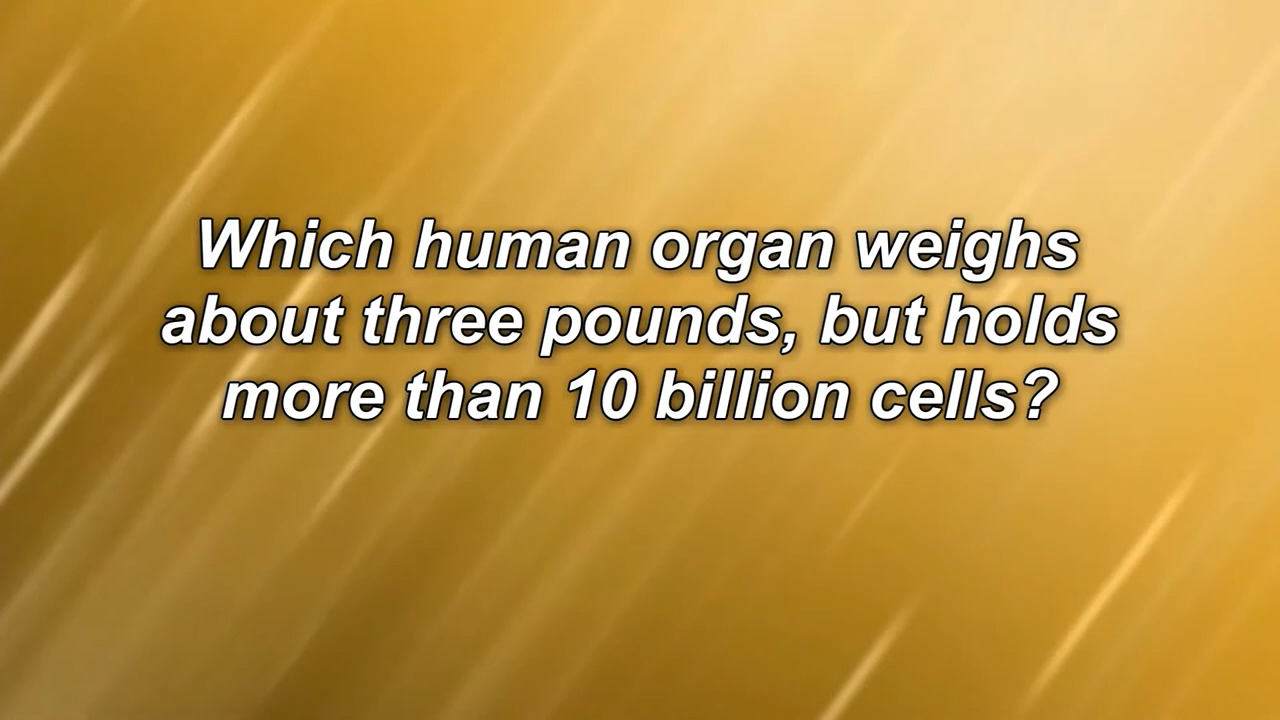 Which human organ weighs
about three pounds, but holds
more than 10 billion cells?